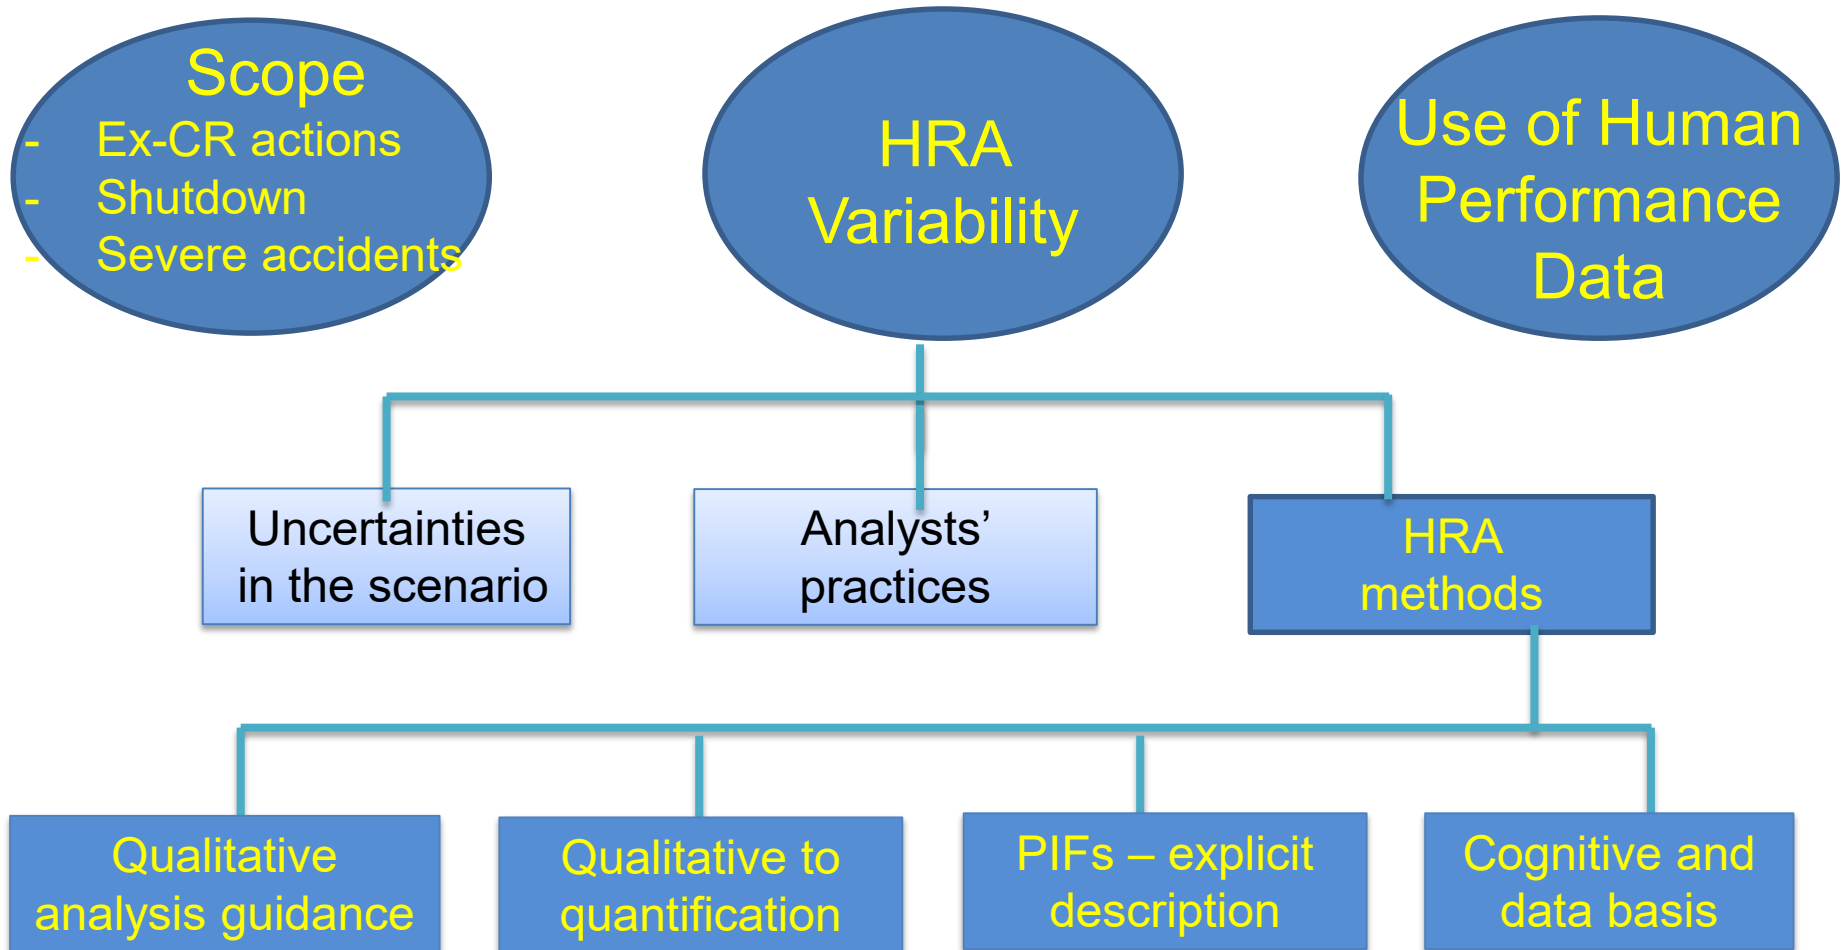 Scope
- Ex-CR actions
- Shutdown
- Severe accidents
HRA
Variability
Use of Human
Performance
Data
Uncertainties
in the scenario
Analysts’
practices
HRA
methods
Qualitative
analysis guidance
Qualitative to
quantification
PIFs – explicit
description
Cognitive and
data basis